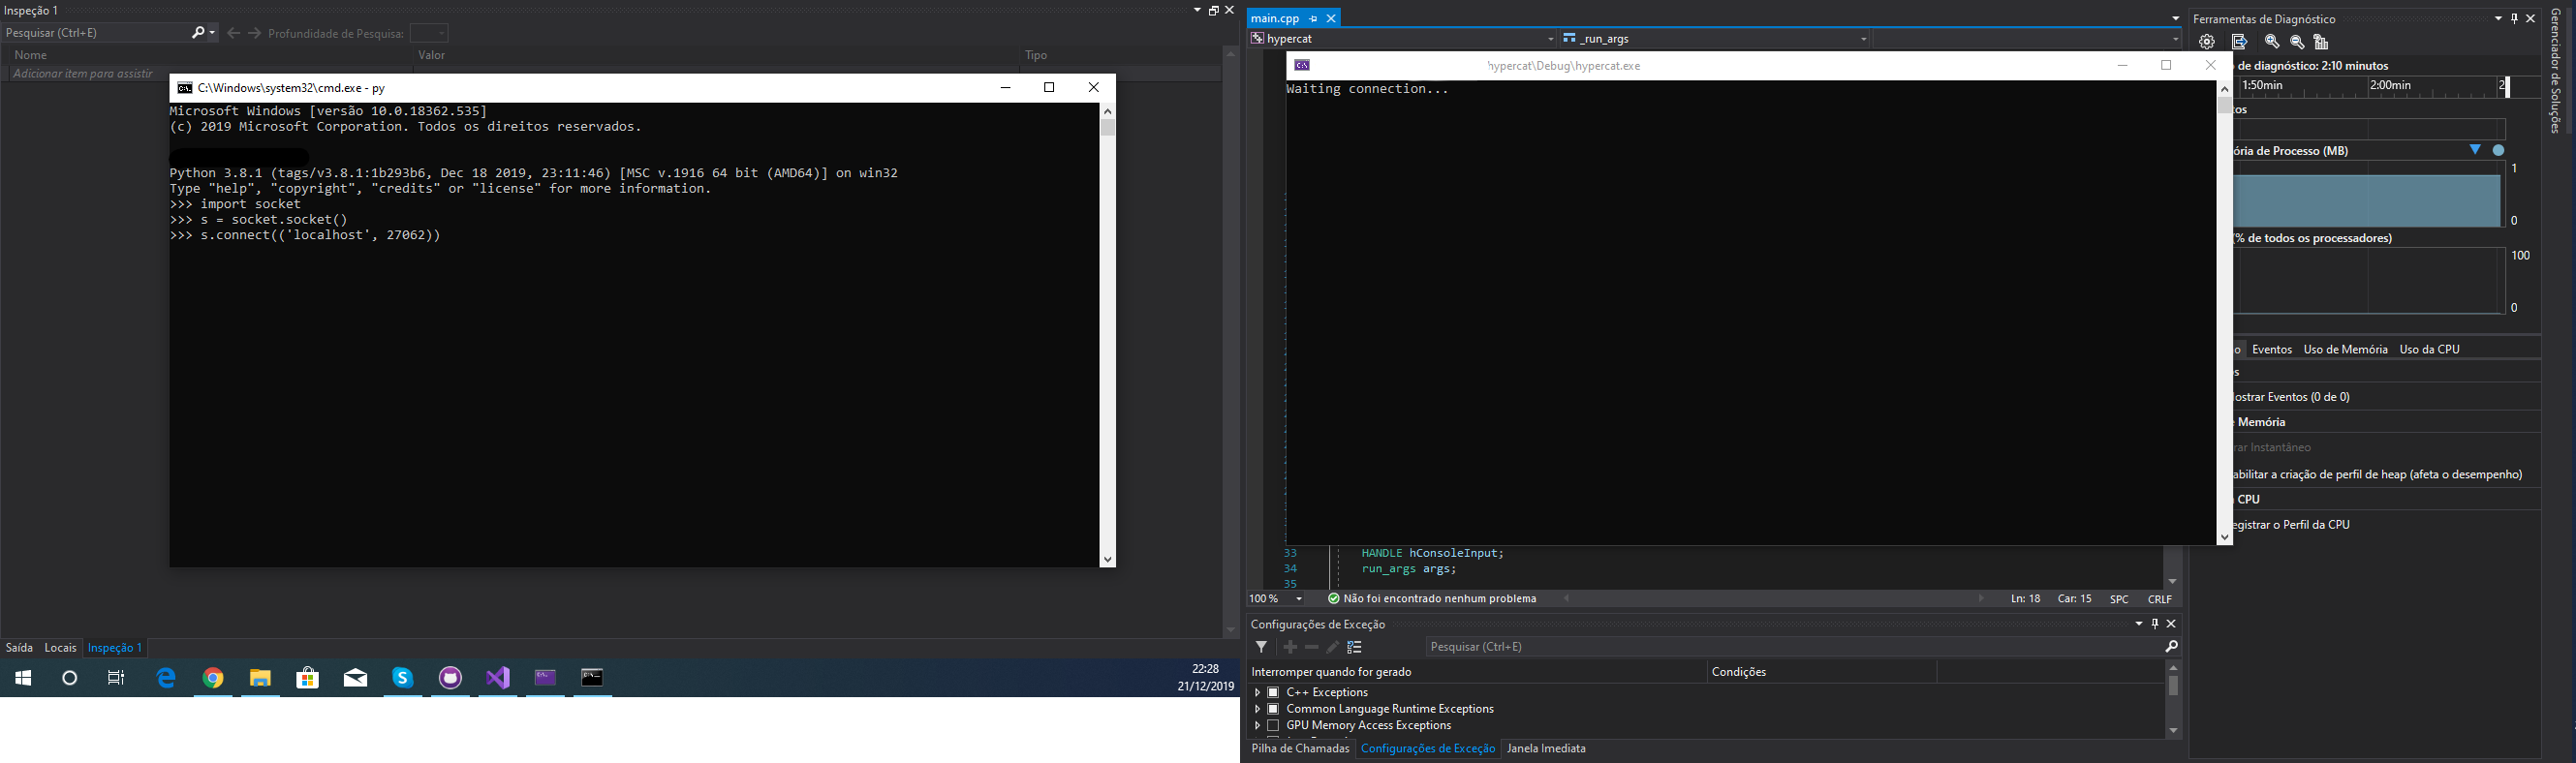 Inspeção 1
Pesquisar (Ctrl+E)
Profundidade de Pesquisa:
Nome Valor Tipo
Adicionar item para assistir
C:\Windows\system32\cmd.exe - py
Microsoft Windows [versão 10.0.18362.535]
(c) 2019 Microsoft Corporation. Todos os direitos reservados.
Python 3.8.1 (tags/v3.8.1:1b293b6, Dec 18 2019, 23:11:46) [MSC v.1916 64 bit (AMD64)] on win32
Type "help", "copyright", "credits" or "license" for more information.
>>> import socket
>>> s = socket.socket()
>>> s.connect(('localhost', 27062))
Saída Locais Inspeção 1
22:28
21/12/2019
main.cpp
hypercat _run_args
hypercat\Debug\hypercat.exe
Waiting connection...
33 HANDLE hConsoleInput;
34 run_args args;
35
100 % Não foi encontrado nenhum problema Ln: 18 Car: 15 SPC CRLF
Configurações de Exceção
Pesquisar (Ctrl+E)
Interromper quando for gerado Condições
C++ Exceptions
Common Language Runtime Exceptions
GPU Memory Access Exceptions
Pilha de Chamadas Configurações de Exceção Janela Imediata
Ferramentas de Diagnóstico
de diagnóstico: 2:10 minutos
1:50min 2:00min 2
tos
ória de Processo (MB)
1
0
(% de todos os processadores)
100
0
o Eventos Uso de Memória Uso da CPU
s
ostrar Eventos (0 de 0)
Memória
rar Instantâneo
abilitar a criação de perfil de heap (afeta o desempenho)
CPU
egistrar o Perfil da CPU
Gerenciador de Soluções